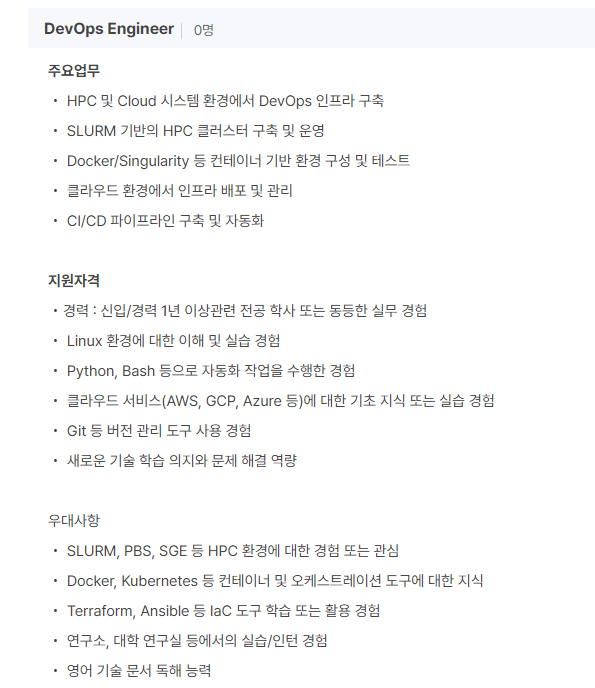 DevOps Engineer | 0명
주요업무
• HPC 및 Cloud 시스템 환경에서 DevOps 인프라 구축
• SLURM 기반의 HPC 클러스터 구축 및 운영
• Docker/Singularity 등 컨테이너 기반 환경 구성 및 테스트
• 클라우드 환경에서 인프라 배포 및 관리
• CI/CD 파이프라인 구축 및 자동화
지원자격
• 경력 : 신입/경력 1년 이상관련 전공 학사 또는 동등한 실무 경험
• Linux 환경에 대한 이해 및 실습 경험
• Python, Bash 등으로 자동화 작업을 수행한 경험
• 클라우드 서비스(AWS, GCP, Azure 등)에 대한 기초 지식 또는 실습 경험
• Git 등 버전 관리 도구 사용 경험
• 새로운 기술 학습 의지와 문제 해결 역량
우대사항
• SLURM, PBS, SGE 등 HPC 환경에 대한 경험 또는 관심
• Docker, Kubernetes 등 컨테이너 및 오케스트레이션 도구에 대한 지식
• Terraform, Ansible 등 IaC 도구 학습 또는 활용 경험
• 연구소, 대학 연구실 등에서의 실습/인턴 경험
• 영어 기술 문서 독해 능력